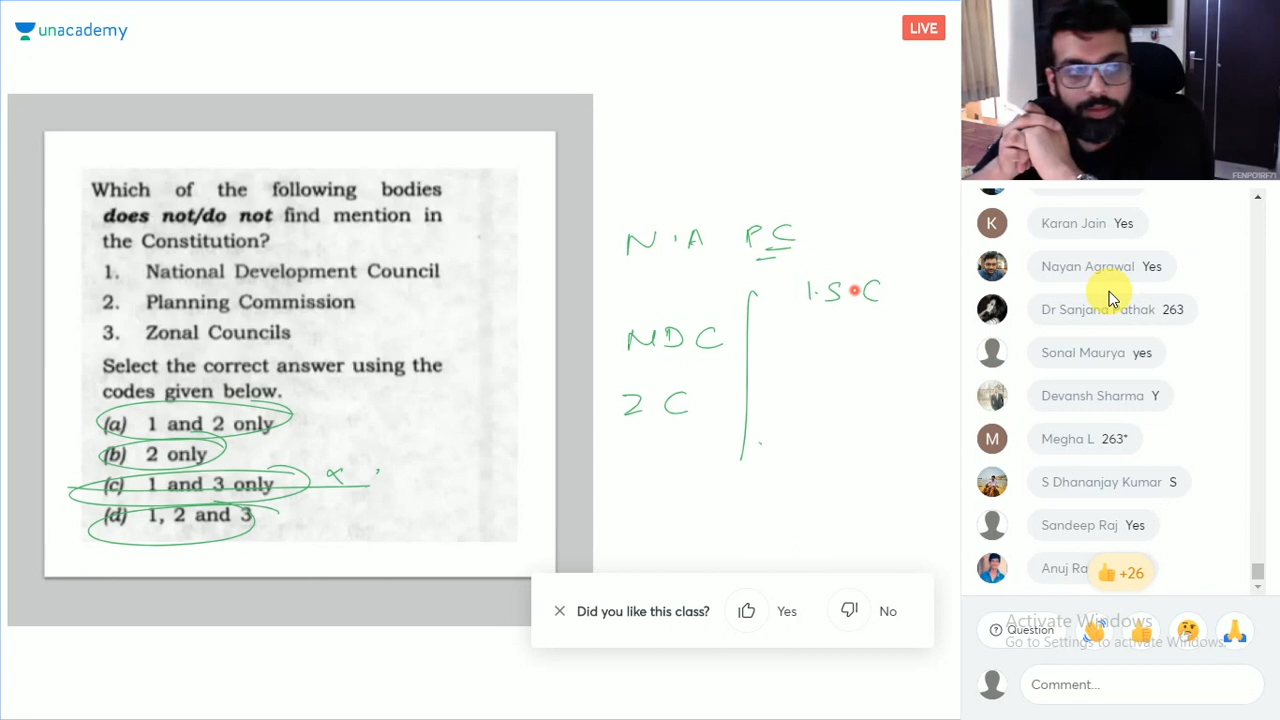 unacademy
LIVE
Which of the following bodies
does not/do not find mention in
the Constitution?
1. National Development Council
2. Planning Commission
3. Zonal Councils
Select the correct answer using the
codes given below.
(a) 1 and 2 only
(b) 2 only
(c) 1 and 3 only
(d) 1, 2 and 3
N.A PC
I.S.C
NDC
ZC
Did you like this class?
Yes
No
FENPO1RF71
K
Karan Jain Yes
Nayan Agrawal Yes
Dr Sanjana Pathak 263
Sonal Maurya yes
Devansh Sharma Y
M
Megha L 263*
S Dhananjay Kumar S
Sandeep Raj Yes
Anuj
+26
Question
Activate Windows
Go to Settings to activate Windows.
Comment...